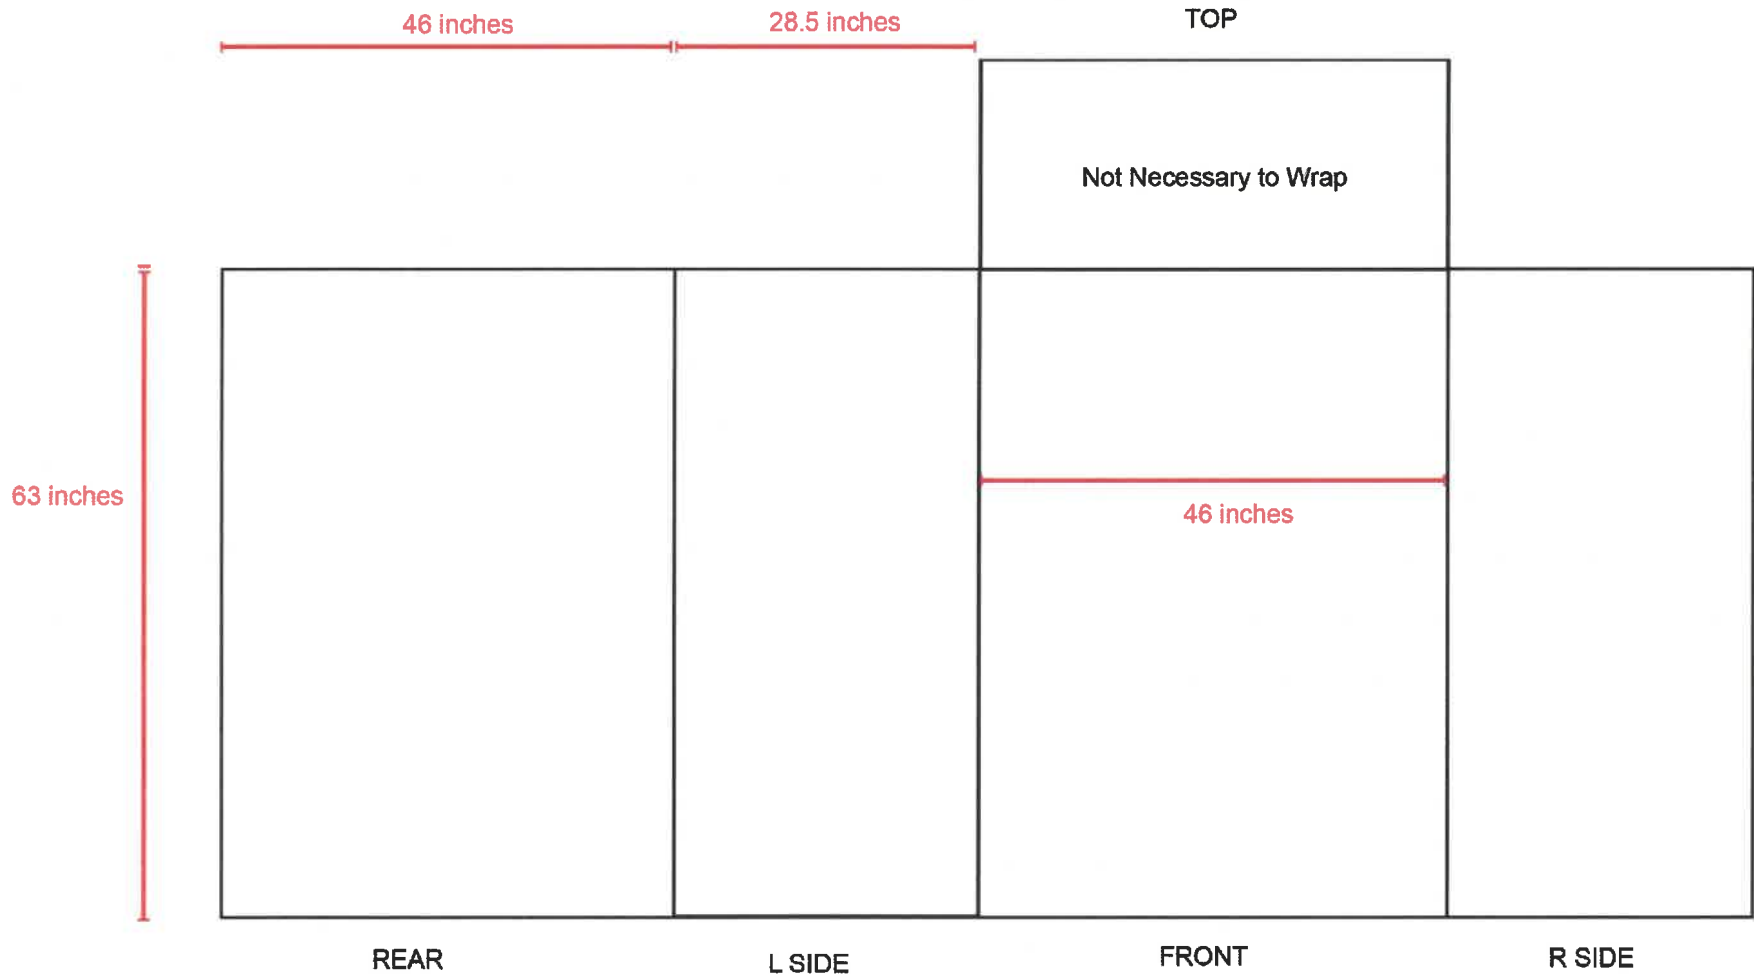 46 inches
28.5 inches
TOP
Not Necessary to Wrap
63 inches
46 inches
REAR
L SIDE
FRONT
R SIDE